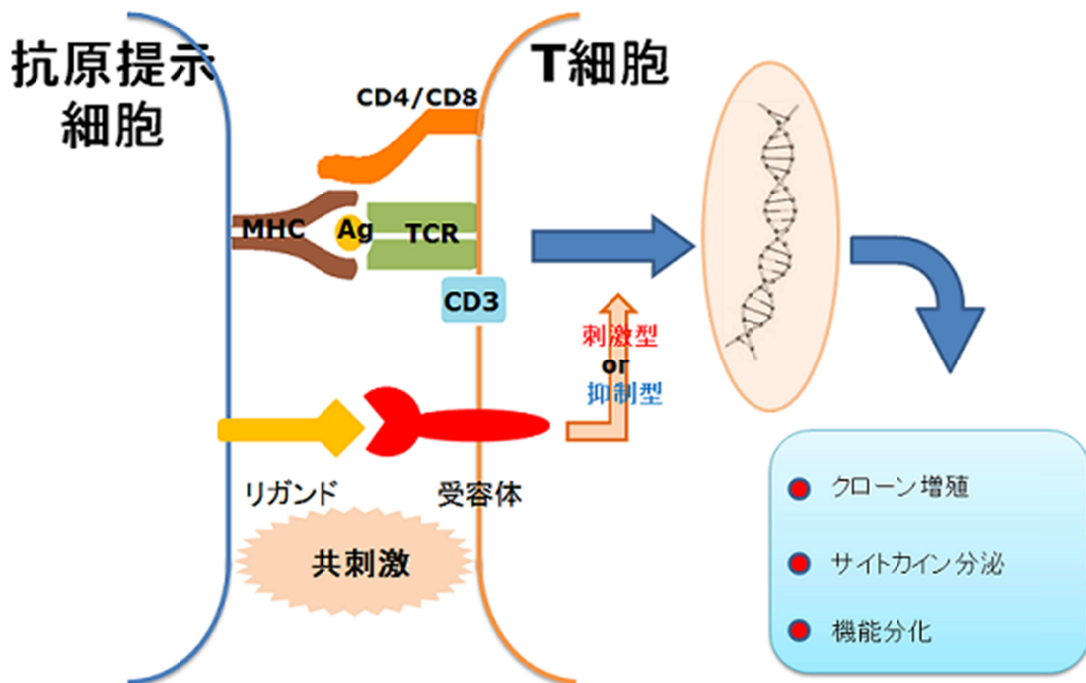 抗原提示
細胞
T細胞
CD4/CD8
MHC
Ag
TCR
CD3
刺激型
or
抑制型
リガンド
受容体
共刺激
クローン増殖
サイトカイン分泌
機能分化